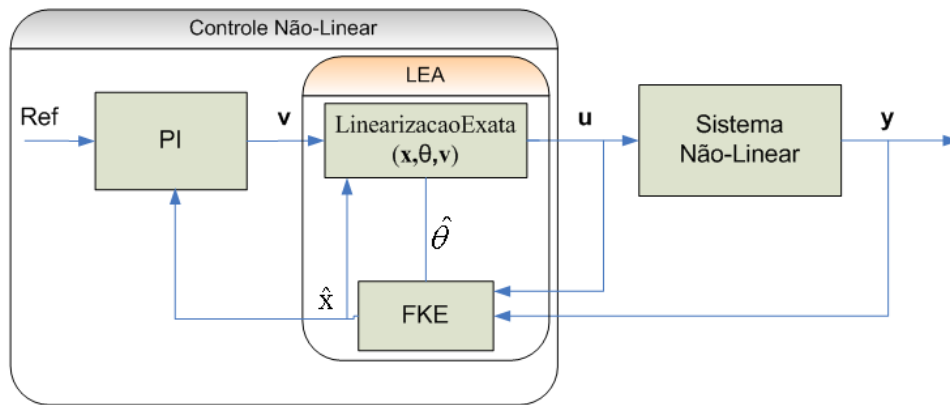 Controle Não-Linear
LEA
Ref
PI
v
LinearizacaoExata
(x,θ,v)
u
Sistema
Não-Linear
y
θ̂
x̂
FKE